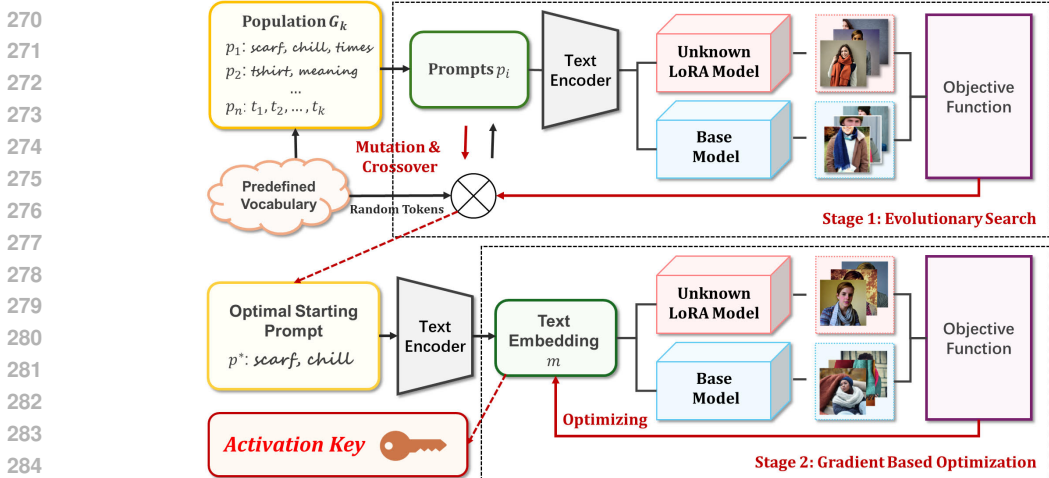 270
271
272
273
274
275
276
277
278
279
280
281
282
283
284
Population G_k
p_1: scarf, chill, times
p_2: tshirt, meaning
...
p_n: t_1, t_2, ..., t_k
Prompts p_i
Text
Encoder
Unknown
LoRA Model
Base
Model
Objective
Function
Mutation &
Crossover
Predefined
Vocabulary
Random Tokens
Stage 1: Evolutionary Search
Optimal Starting
Prompt
p*: scarf, chill
Text
Encoder
Text
Embedding
m
Unknown
LoRA Model
Base
Model
Objective
Function
Optimizing
Activation Key
Stage 2: Gradient Based Optimization